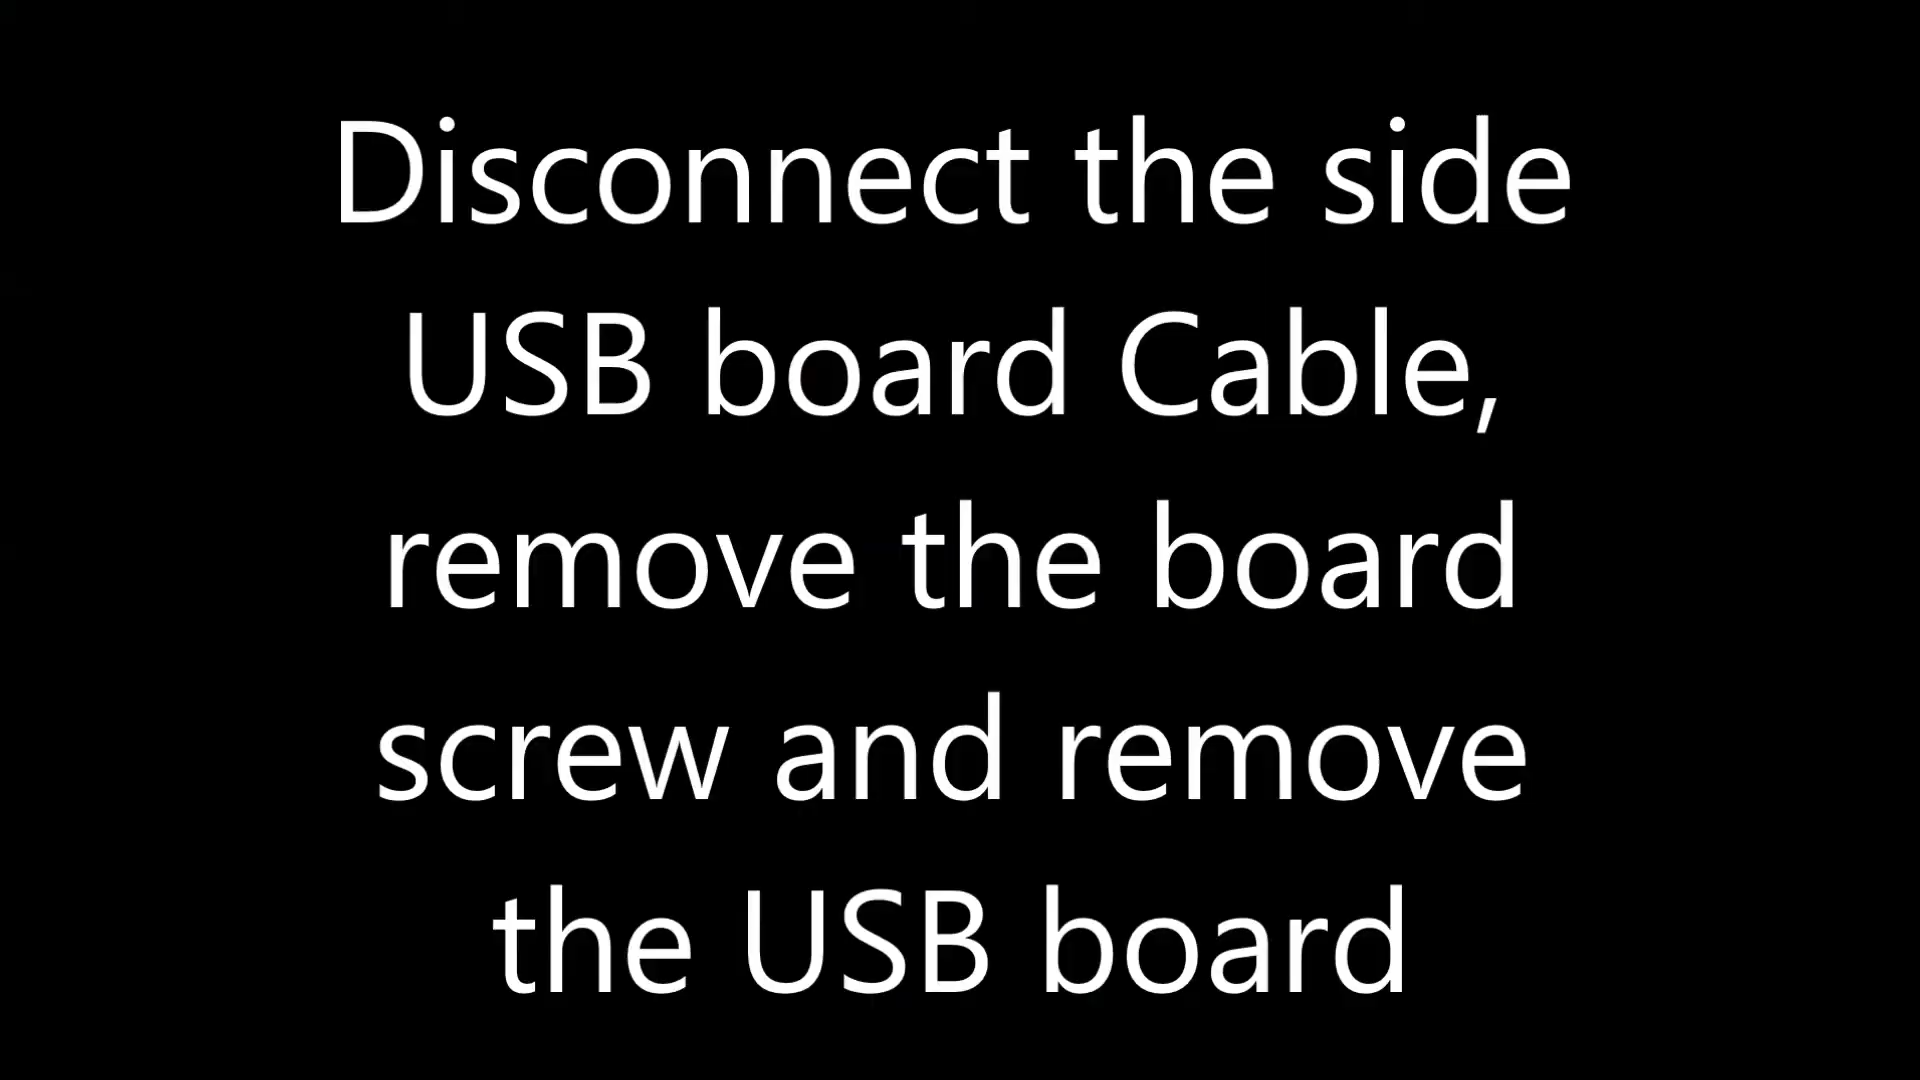 Disconnect the side
USB board Cable,
remove the board
screw and remove
the USB board